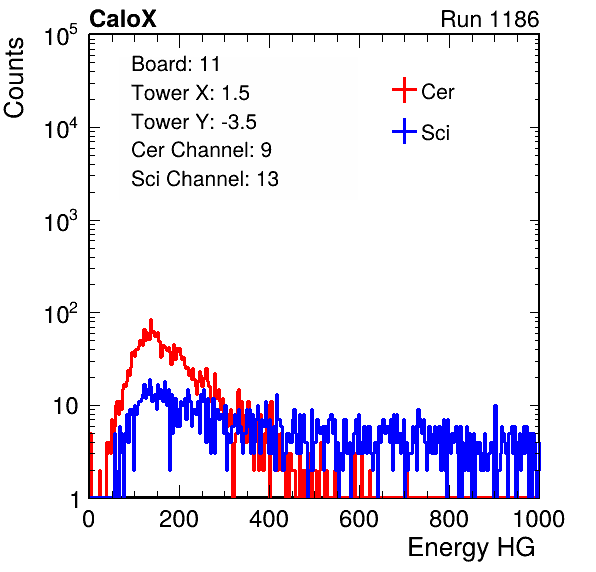 CaloX Run 1186
Counts
10^5
10^4
10^3
10^2
10
1
Board: 11
Tower X: 1.5
Tower Y: -3.5
Cer Channel: 9
Sci Channel: 13
Cer
Sci
0 200 400 600 800 1000
Energy HG